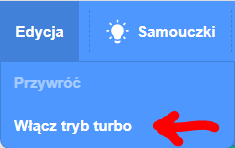 Edycja Samouczki
Przywróć
Włącz tryb turbo